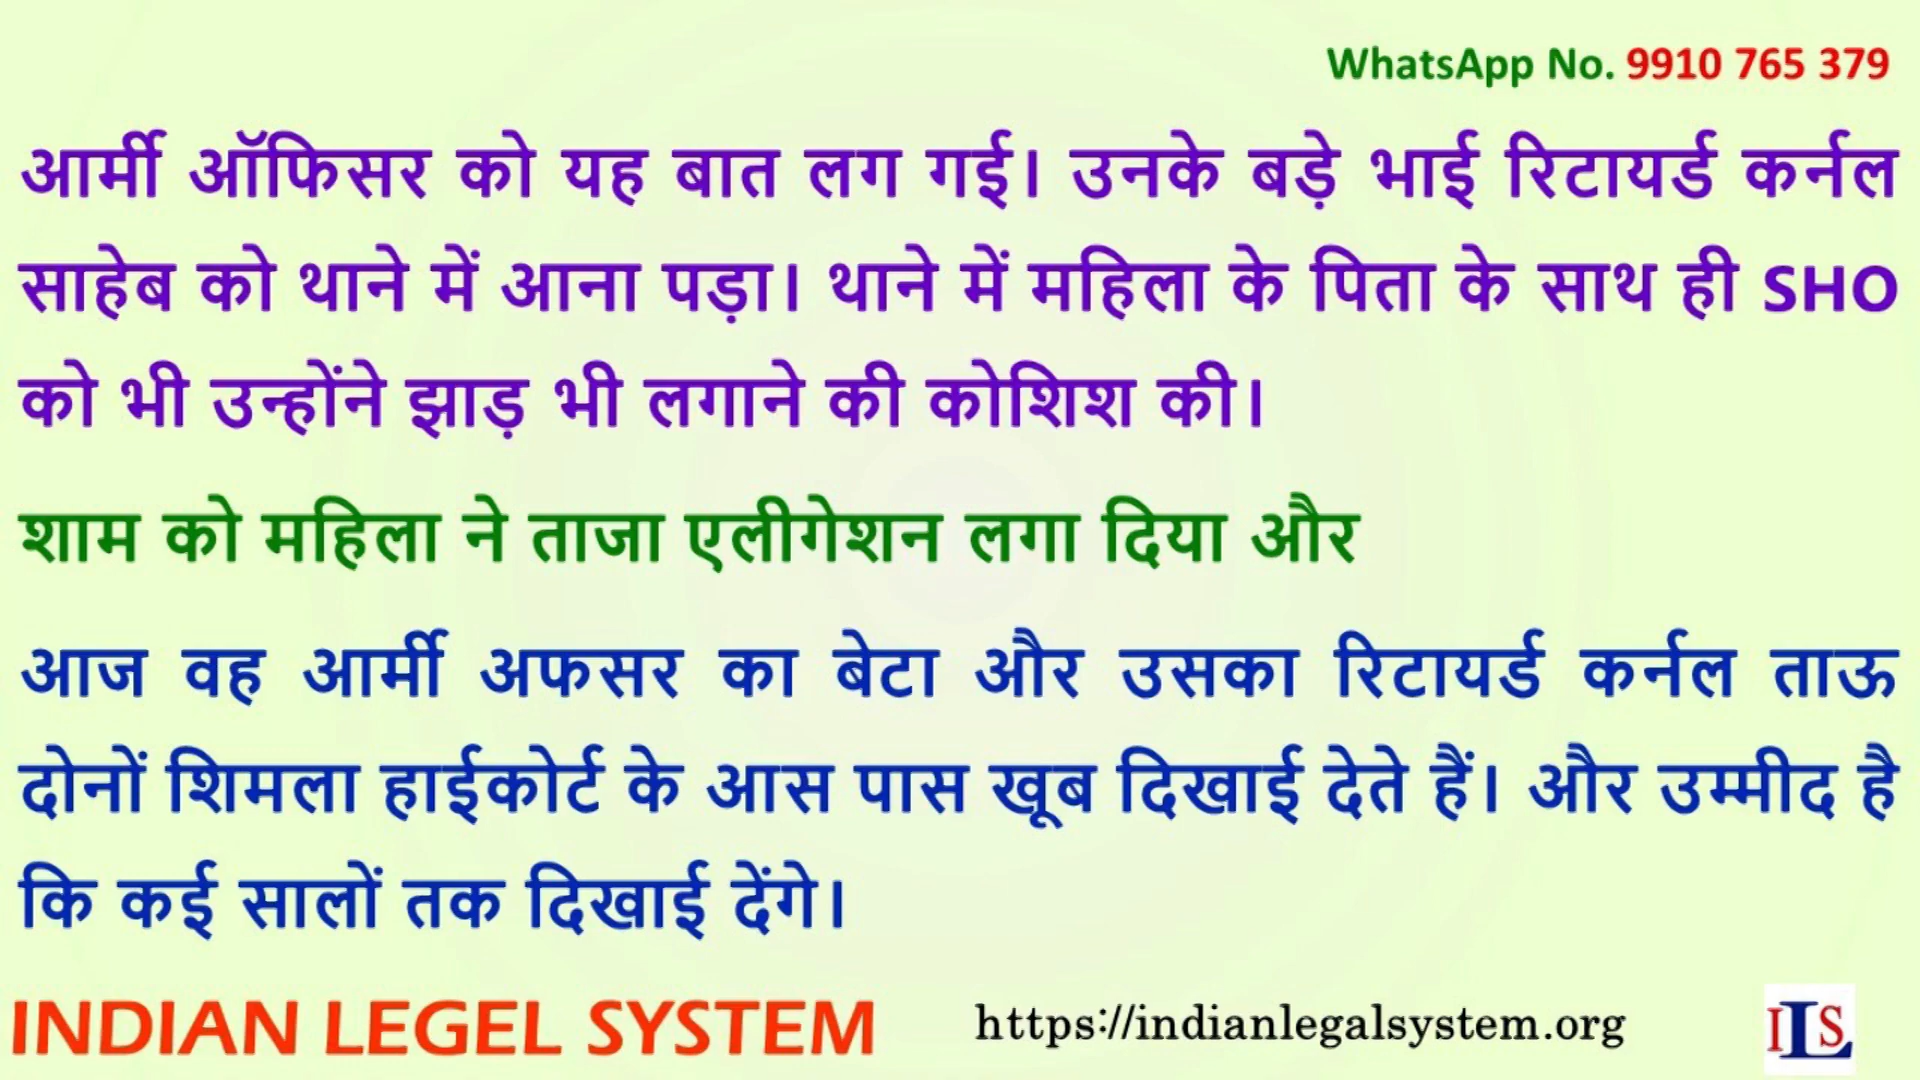 WhatsApp No. 9910 765 379
आर्मी ऑफिसर को यह बात लग गई। उनके बड़े भाई रिटायर्ड कर्नल
साहेब को थाने में आना पड़ा। थाने में महिला के पिता के साथ ही SHO
को भी उन्होंने झाड़ भी लगाने की कोशिश की।
शाम को महिला ने ताजा एलीगेशन लगा दिया और
आज वह आर्मी अफसर का बेटा और उसका रिटायर्ड कर्नल ताऊ
दोनों शिमला हाईकोर्ट के आस पास खूब दिखाई देते हैं। और उम्मीद है
कि कई सालों तक दिखाई देंगे।
INDIAN LEGEL SYSTEM
https://indianlegalsystem.org
ILS